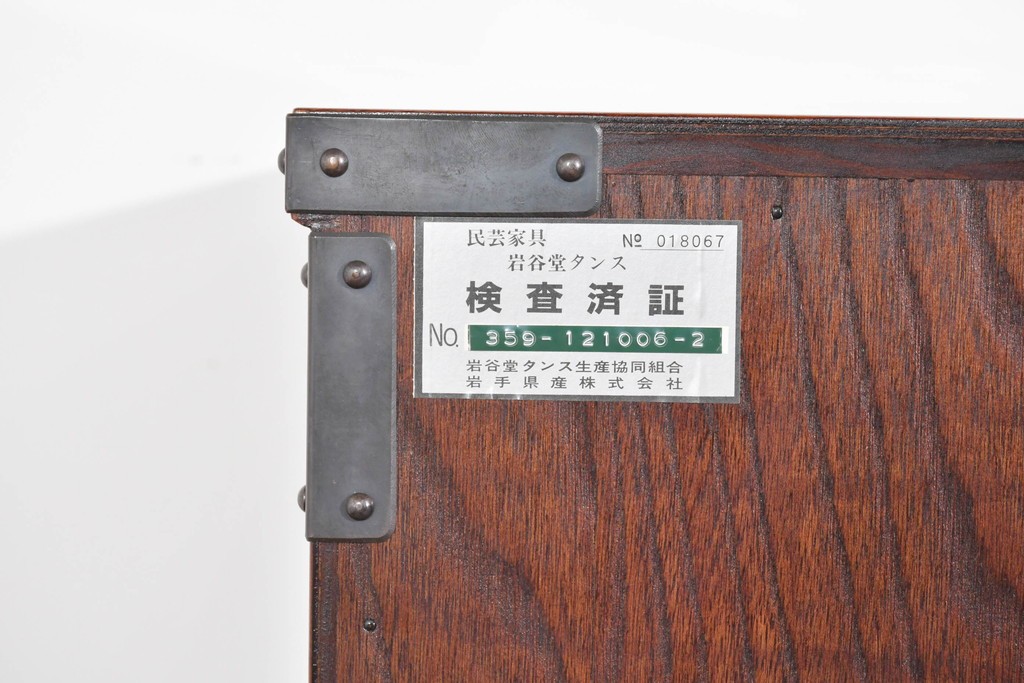 民芸家具 Nº 018067
岩谷堂タンス
検査済証
No. 359-121006-2
岩谷堂タンス生産協同組合
岩手県産株式会社